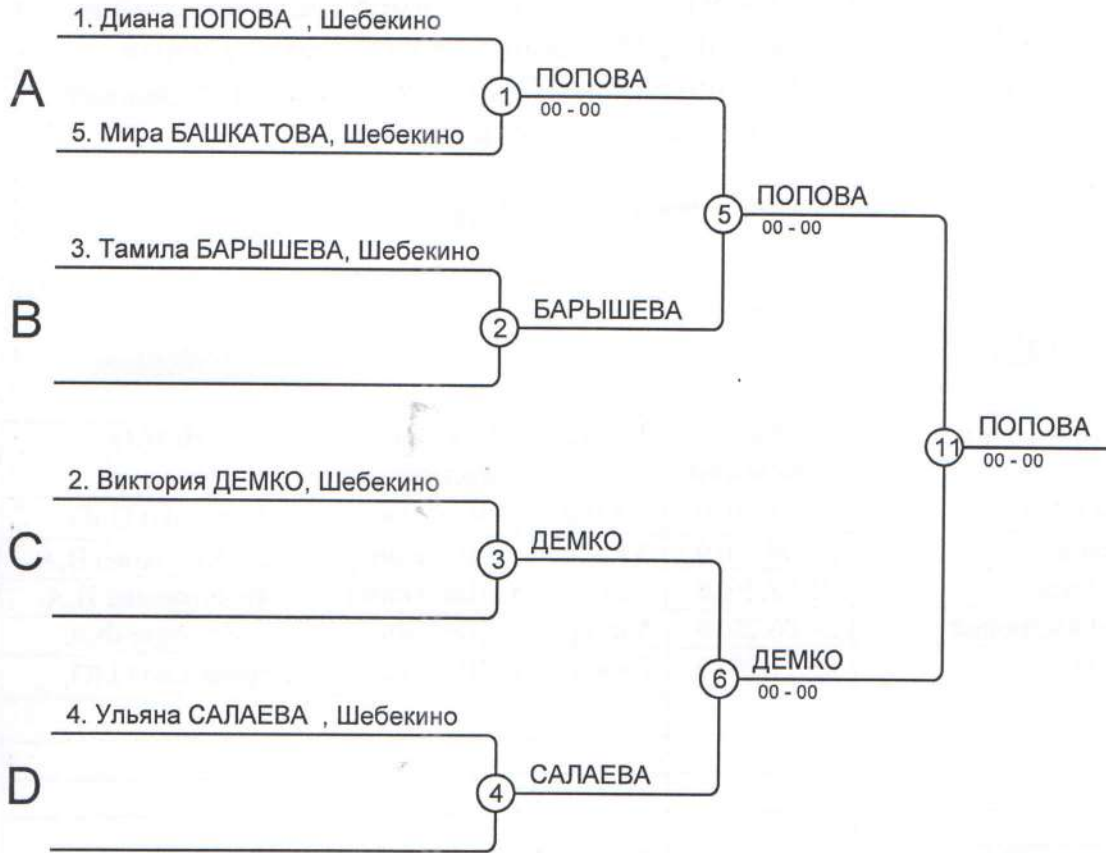 1. Диана ПОПОВА , Шебекино
A
1
ПОПОВА
00 - 00
5. Мира БАШКАТОВА, Шебекино
5
ПОПОВА
00 - 00
3. Тамила БАРЫШЕВА, Шебекино
B
2
БАРЫШЕВА
11
ПОПОВА
00 - 00
2. Виктория ДЕМКО, Шебекино
C
3
ДЕМКО
6
ДЕМКО
00 - 00
4. Ульяна САЛАЕВА , Шебекино
D
4
САЛАЕВА